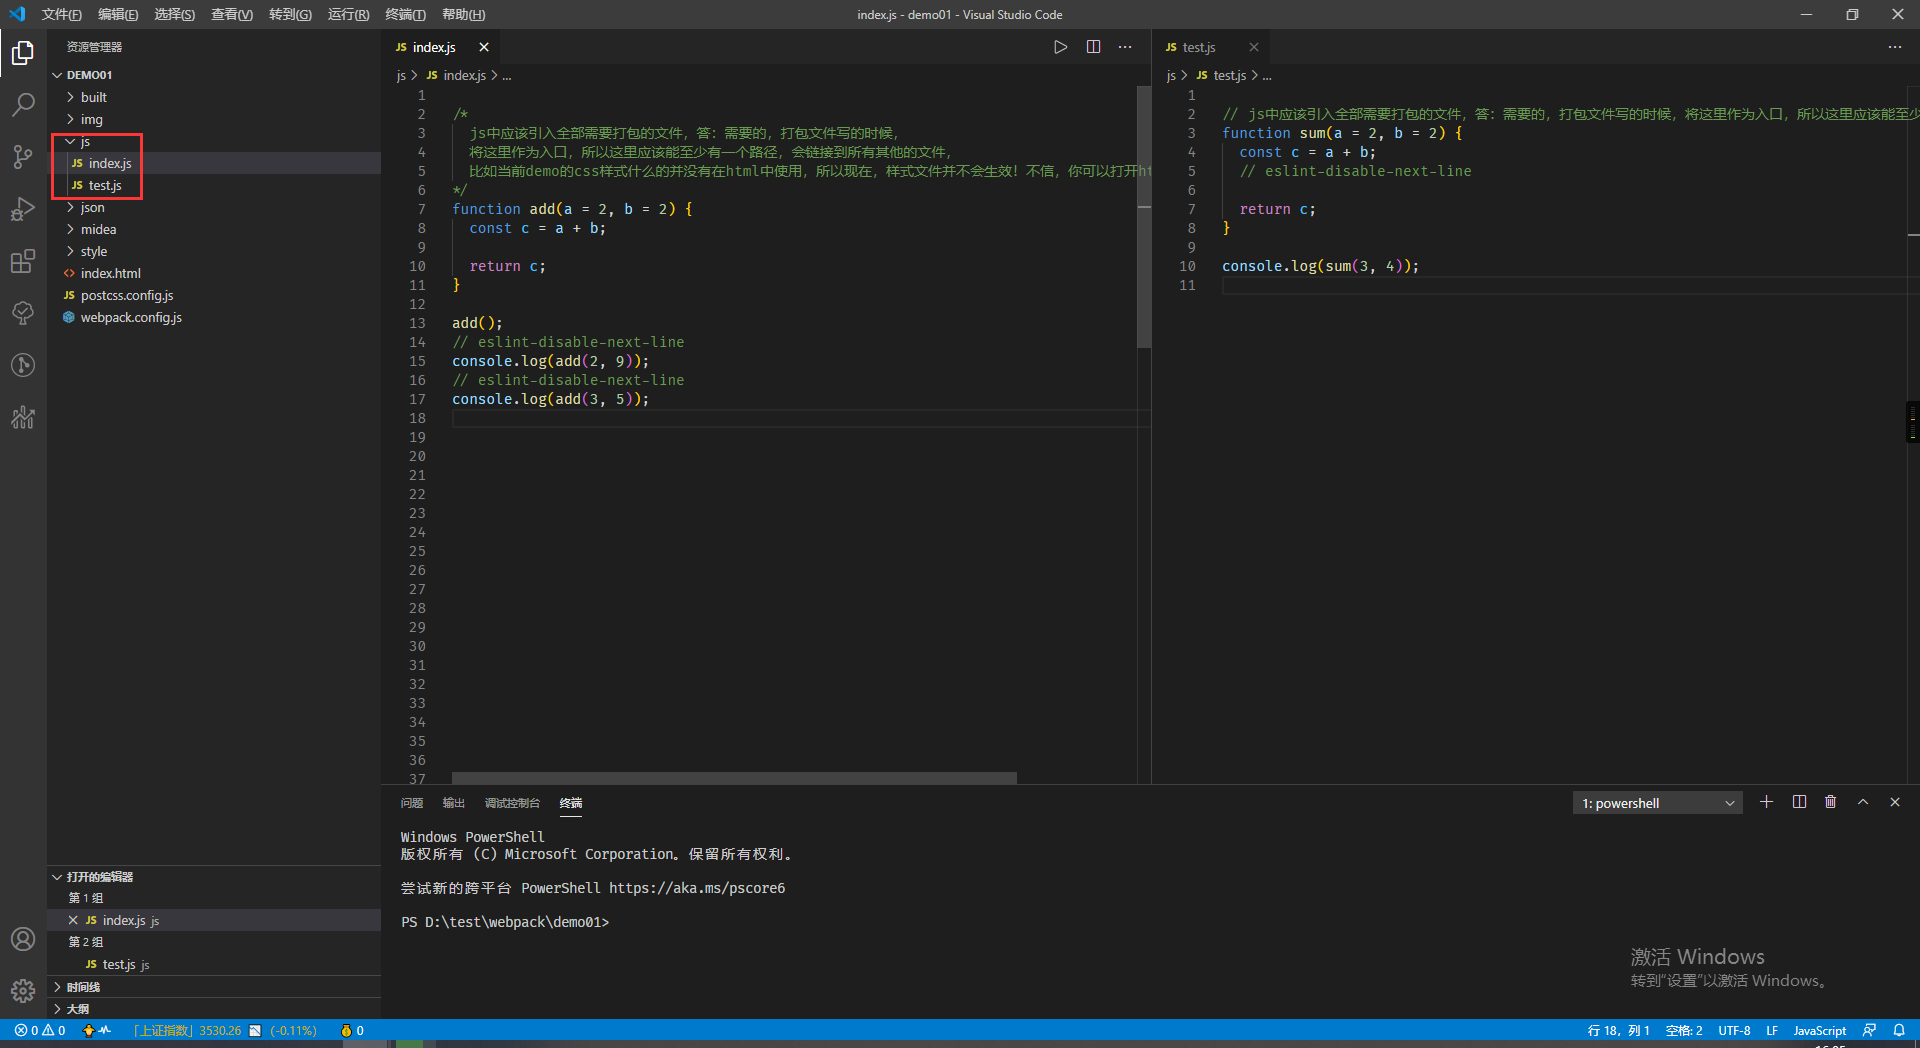 文件(F) 编辑(E) 选择(S) 查看(V) 转到(G) 运行(R) 终端(T) 帮助(H)
index.js - demo01 - Visual Studio Code
资源管理器
DEMO01
built
img
js
JS index.js
JS test.js
json
midea
style
<> index.html
JS postcss.config.js
webpack.config.js
打开的编辑器
第 1 组
JS index.js js
第 2 组
JS test.js js
时间线
大纲
JS index.js
js > JS index.js > ...
1
2 /*
3 js中应该引入全部需要打包的文件，答：需要的，打包文件写的时候，
4 将这里作为入口，所以这里应该能至少有一个路径，会链接到所有其他的文件，
5 比如当前demo的css样式什么的并没有在html中使用，所以现在，样式文件并不会生效！不信，你可以打开ht
6 */
7 function add(a = 2, b = 2) {
8 const c = a + b;
9
10 return c;
11 }
12
13 add();
14 // eslint-disable-next-line
15 console.log(add(2, 9));
16 // eslint-disable-next-line
17 console.log(add(3, 5));
18
19
20
21
22
23
24
25
26
27
28
29
30
31
32
33
34
35
36
37
JS test.js
js > JS test.js > ...
1
2 // js中应该引入全部需要打包的文件，答：需要的，打包文件写的时候，将这里作为入口，所以这里应该能至少
3 function sum(a = 2, b = 2) {
4 const c = a + b;
5 // eslint-disable-next-line
6
7 return c;
8 }
9
10 console.log(sum(3, 4));
11
问题 输出 调试控制台 终端
1: powershell
Windows PowerShell
版权所有 (C) Microsoft Corporation。保留所有权利。
尝试新的跨平台 PowerShell https://aka.ms/pscore6
PS D:\test\webpack\demo01>
激活 Windows
转到“设置”以激活 Windows。
0 0 「上证指数」3530.26 (-0.11%) 0
行 18，列 1 空格: 2 UTF-8 LF JavaScript